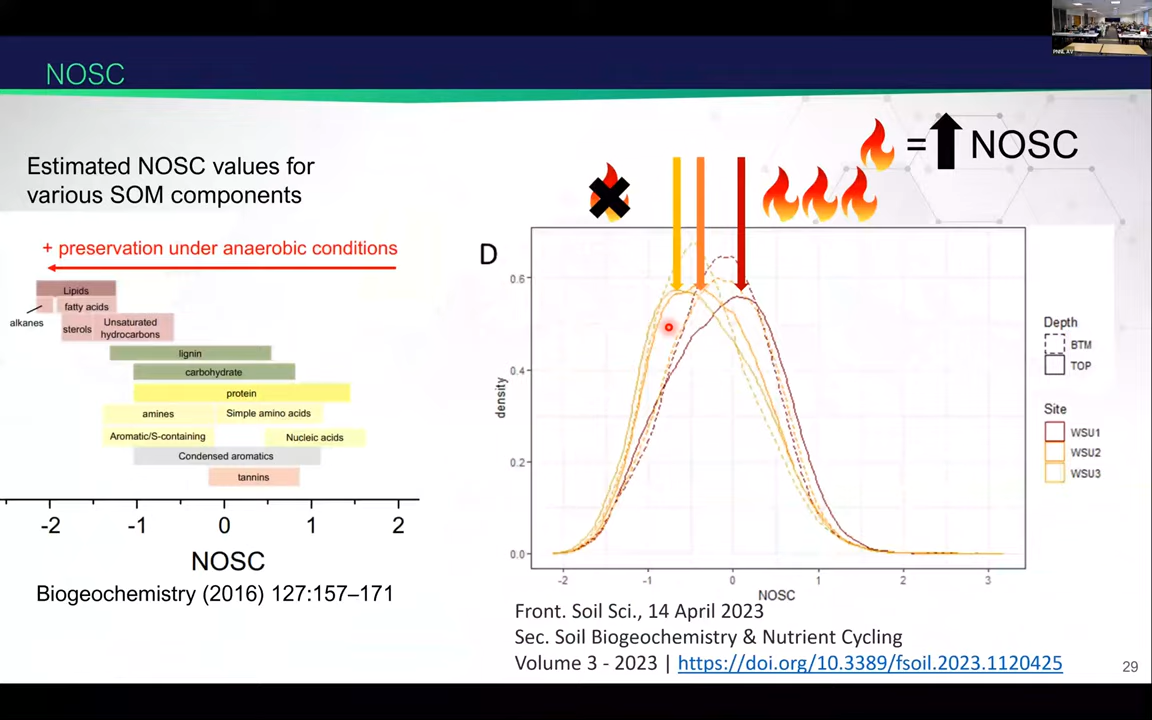 NOSC
PNNL A/V
Estimated NOSC values for
various SOM components
+ preservation under anaerobic conditions
Lipids
alkanes
fatty acids
sterols
Unsaturated
hydrocarbons
lignin
carbohydrate
protein
amines
Simple amino acids
Aromatic/S-containing
Nucleic acids
Condensed aromatics
tannins
-2 -1 0 1 2
NOSC
Biogeochemistry (2016) 127:157–171
= NOSC
D
0.6
0.4
0.2
0.0
density
-2 -1 0 1 2 3
NOSC
Depth
BTM
TOP
Site
WSU1
WSU2
WSU3
Front. Soil Sci., 14 April 2023
Sec. Soil Biogeochemistry & Nutrient Cycling
Volume 3 - 2023 | https://doi.org/10.3389/fsoil.2023.1120425
29